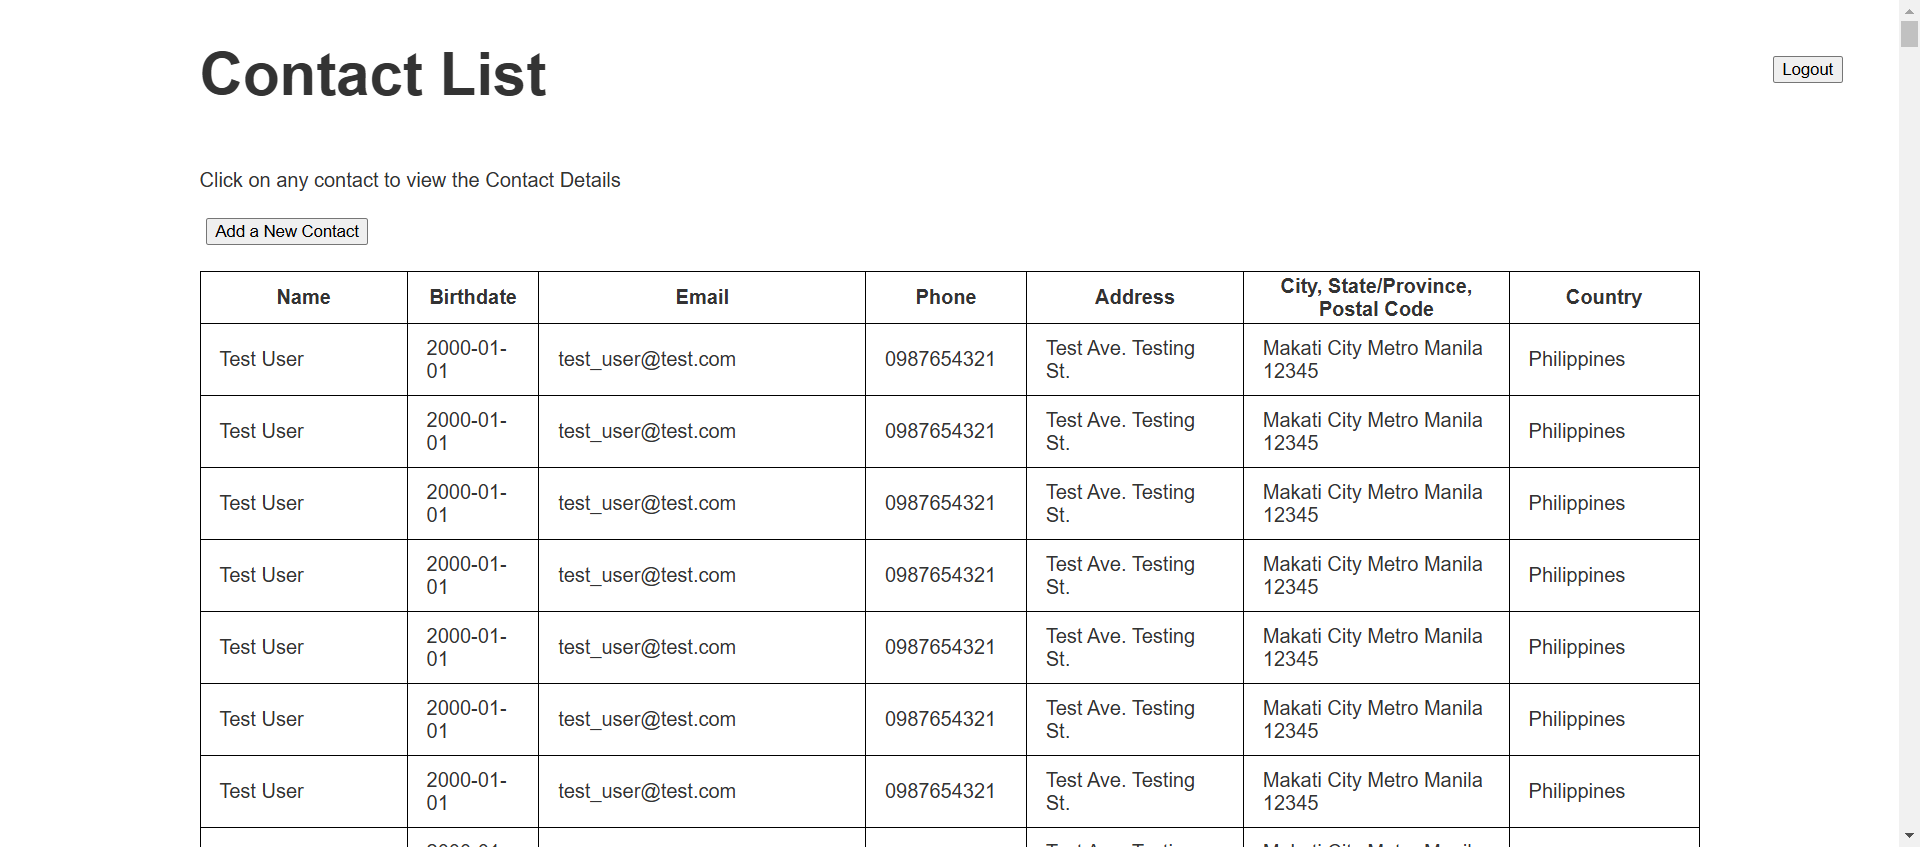 Contact List
Logout
Click on any contact to view the Contact Details
Add a New Contact
Name Birthdate Email Phone Address City, State/Province, Postal Code Country
Test User 2000-01-01 test_user@test.com 0987654321 Test Ave. Testing St. Makati City Metro Manila 12345 Philippines
Test User 2000-01-01 test_user@test.com 0987654321 Test Ave. Testing St. Makati City Metro Manila 12345 Philippines
Test User 2000-01-01 test_user@test.com 0987654321 Test Ave. Testing St. Makati City Metro Manila 12345 Philippines
Test User 2000-01-01 test_user@test.com 0987654321 Test Ave. Testing St. Makati City Metro Manila 12345 Philippines
Test User 2000-01-01 test_user@test.com 0987654321 Test Ave. Testing St. Makati City Metro Manila 12345 Philippines
Test User 2000-01-01 test_user@test.com 0987654321 Test Ave. Testing St. Makati City Metro Manila 12345 Philippines
Test User 2000-01-01 test_user@test.com 0987654321 Test Ave. Testing St. Makati City Metro Manila 12345 Philippines